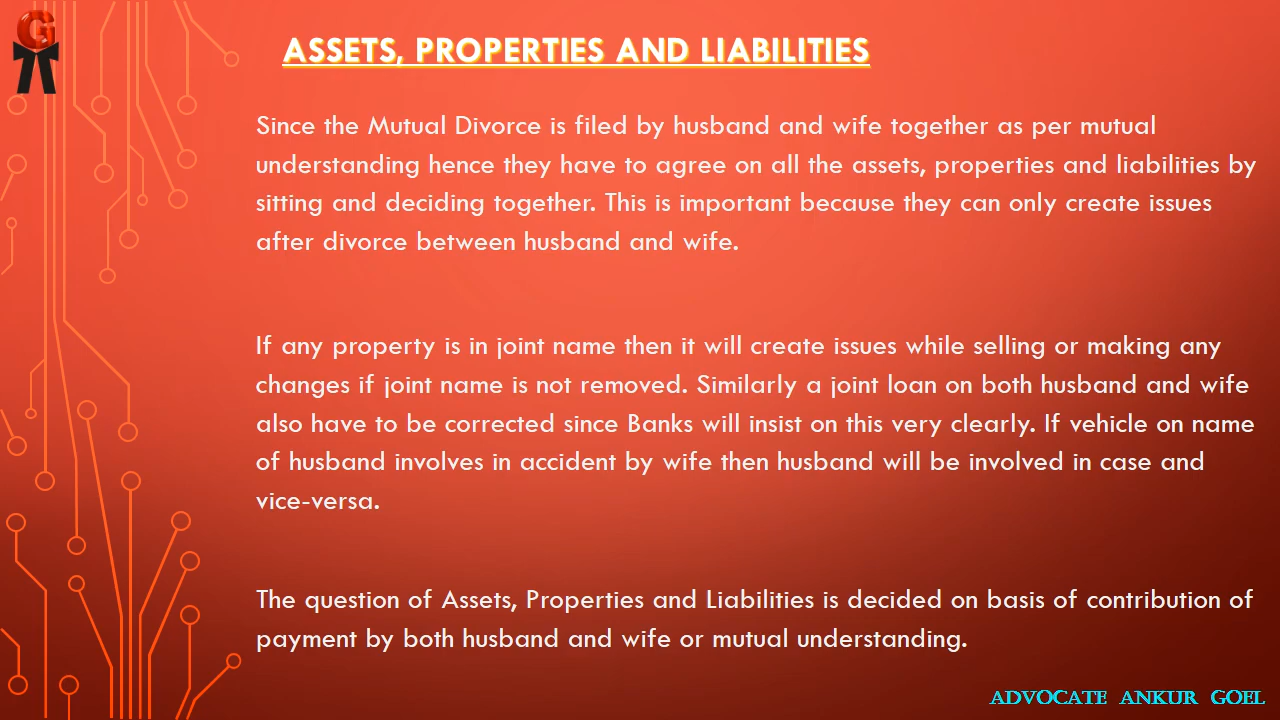 G
ASSETS, PROPERTIES AND LIABILITIES
Since the Mutual Divorce is filed by husband and wife together as per mutual
understanding hence they have to agree on all the assets, properties and liabilities by
sitting and deciding together. This is important because they can only create issues
after divorce between husband and wife.
If any property is in joint name then it will create issues while selling or making any
changes if joint name is not removed. Similarly a joint loan on both husband and wife
also have to be corrected since Banks will insist on this very clearly. If vehicle on name
of husband involves in accident by wife then husband will be involved in case and
vice-versa.
The question of Assets, Properties and Liabilities is decided on basis of contribution of
payment by both husband and wife or mutual understanding.
ADVOCATE ANKUR GOEL